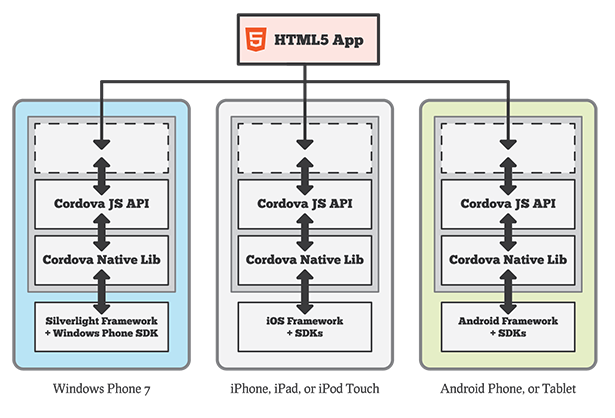 5 HTML5 App
Cordova JS API
Cordova Native Lib
Silverlight Framework
+ Windows Phone SDK
Windows Phone 7
Cordova JS API
Cordova Native Lib
iOS Framework
+ SDKs
iPhone, iPad, or iPod Touch
Cordova JS API
Cordova Native Lib
Android Framework
+ SDKs
Android Phone, or Tablet